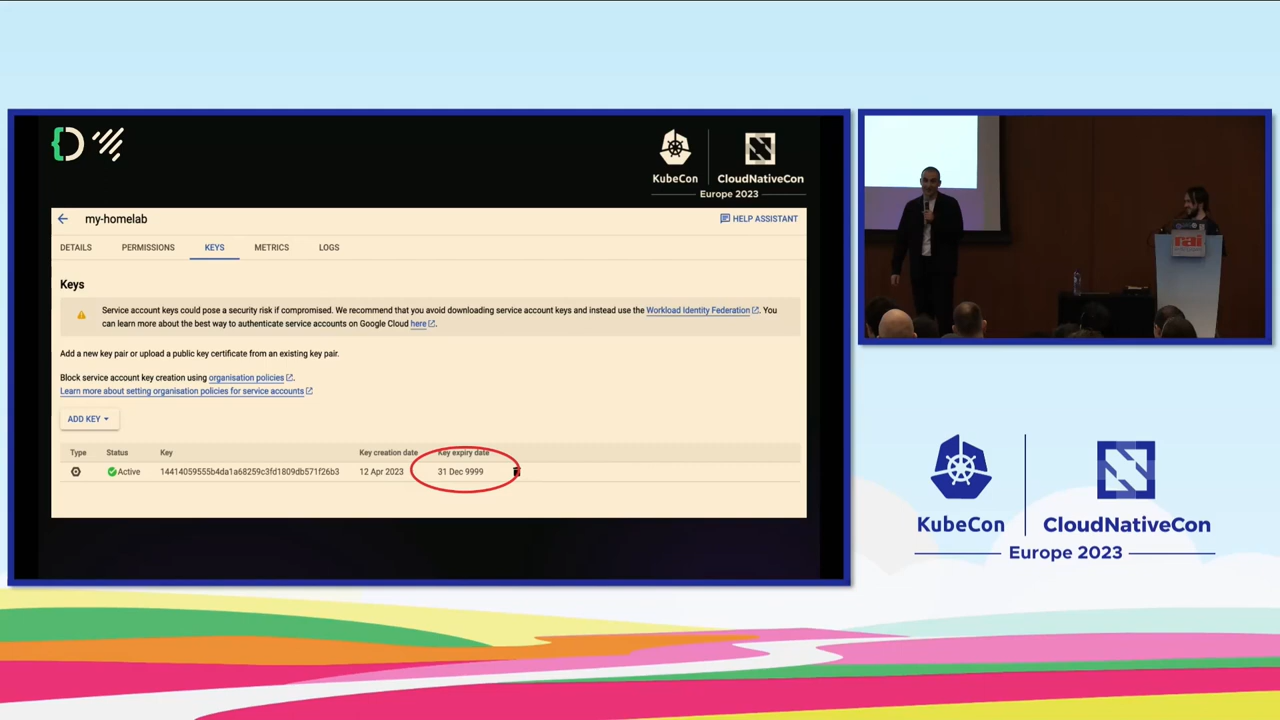 KubeCon
CloudNativeCon
Europe 2023
my-homelab
HELP ASSISTANT
DETAILS
PERMISSIONS
KEYS
METRICS
LOGS
Keys
Service account keys could pose a security risk if compromised. We recommend that you avoid downloading service account keys and instead use the Workload Identity Federation. You
can learn more about the best way to authenticate service accounts on Google Cloud here.
Add a new key pair or upload a public key certificate from an existing key pair.
Block service account key creation using organisation policies.
Learn more about setting organisation policies for service accounts
ADD KEY
Type Status Key Key creation date Key expiry date
Active 14414059555b4da1a68259c3fd1809db571f26b3 12 Apr 2023 31 Dec 9999
rai
KubeCon
CloudNativeCon
Europe 2023